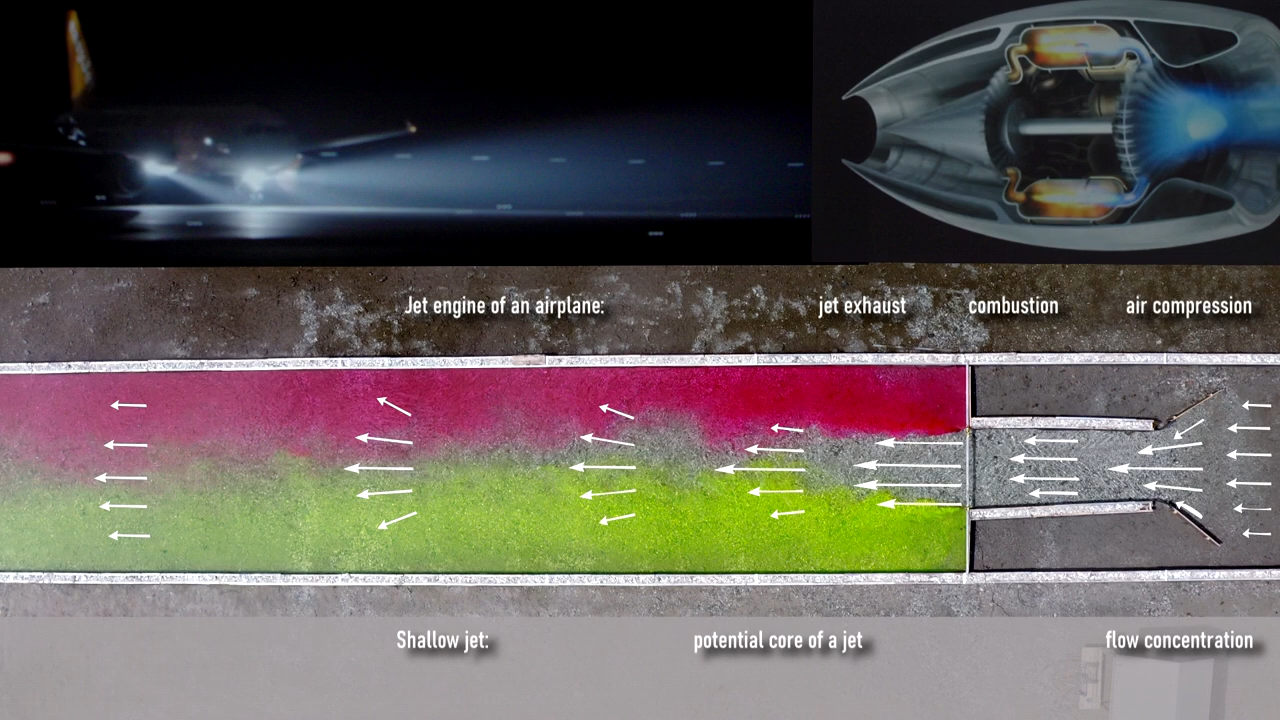 Jet engine of an airplane: jet exhaust combustion air compression
Shallow jet: potential core of a jet flow concentration